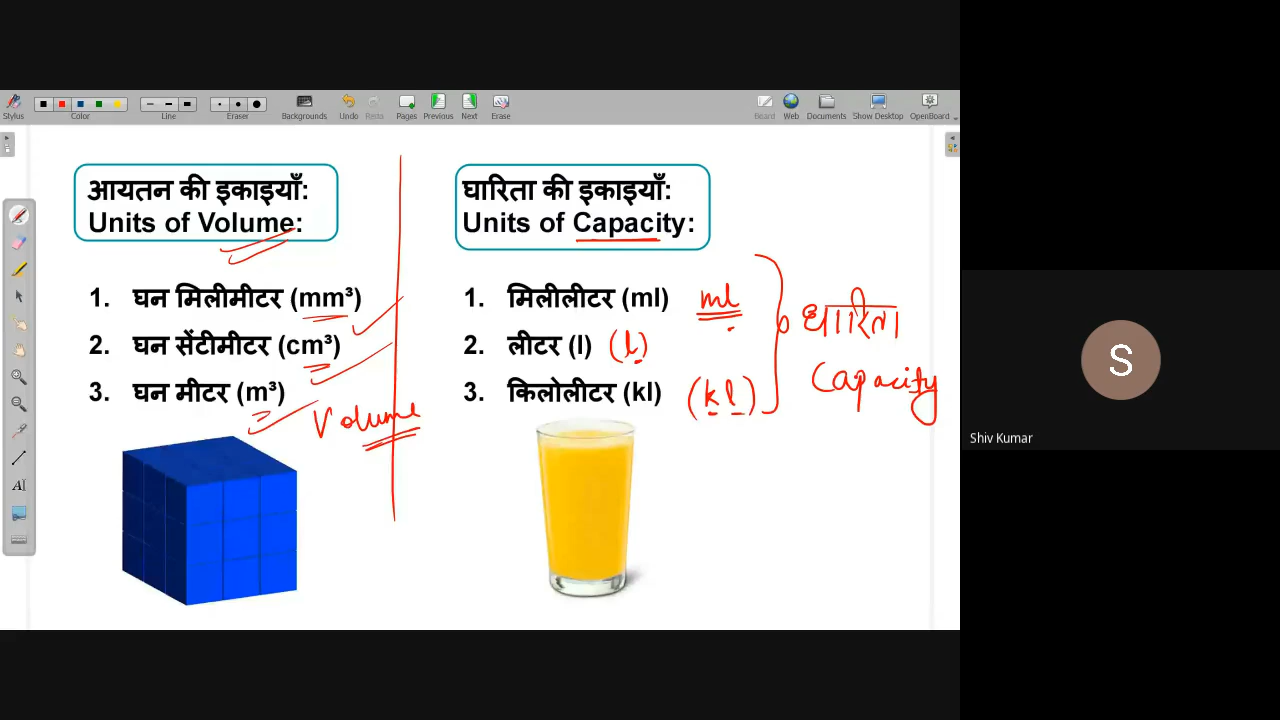 Stylus
Color
Line
Eraser
Backgrounds
Undo
Redo
Pages
Previous
Next
Erase
Board
Web
Documents
Show Desktop
OpenBoard
आयतन की इकाइयाँ:
Units of Volume:
1. घन मिलीमीटर (mm³)
2. घन सेंटीमीटर (cm³)
3. घन मीटर (m³)
Volume
घारिता की इकाइयाँ:
Units of Capacity:
1. मिलीलीटर (ml) ml
2. लीटर (l) (l)
3. किलोलीटर (kl) (kl)
धारिता
Capacity
S
Shiv Kumar